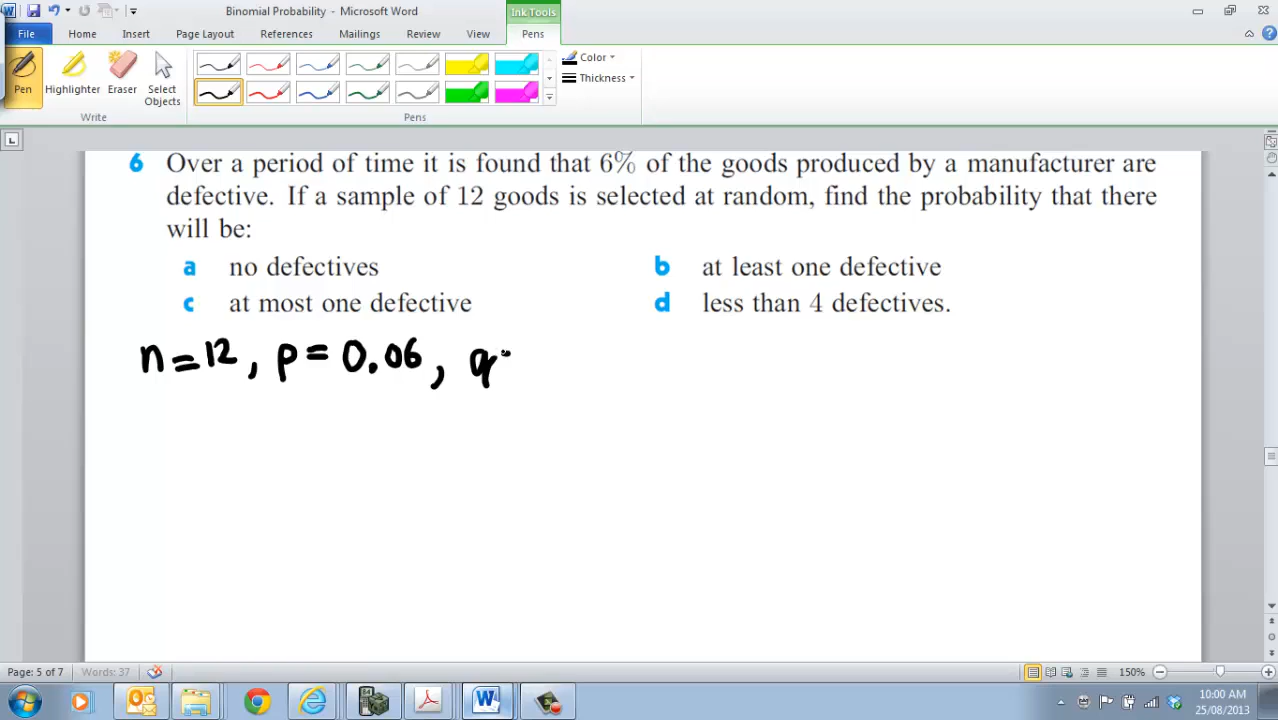 Binomial Probability - Microsoft Word
Ink Tools
File Home Insert Page Layout References Mailings Review View Pens
Pen Highlighter Eraser Select Objects
Color
Thickness
Write Pens
6 Over a period of time it is found that 6% of the goods produced by a manufacturer are
defective. If a sample of 12 goods is selected at random, find the probability that there
will be:
a no defectives b at least one defective
c at most one defective d less than 4 defectives.
n=12, p=0.06, q
Page: 5 of 7 Words: 37 150%
10:00 AM
25/08/2013